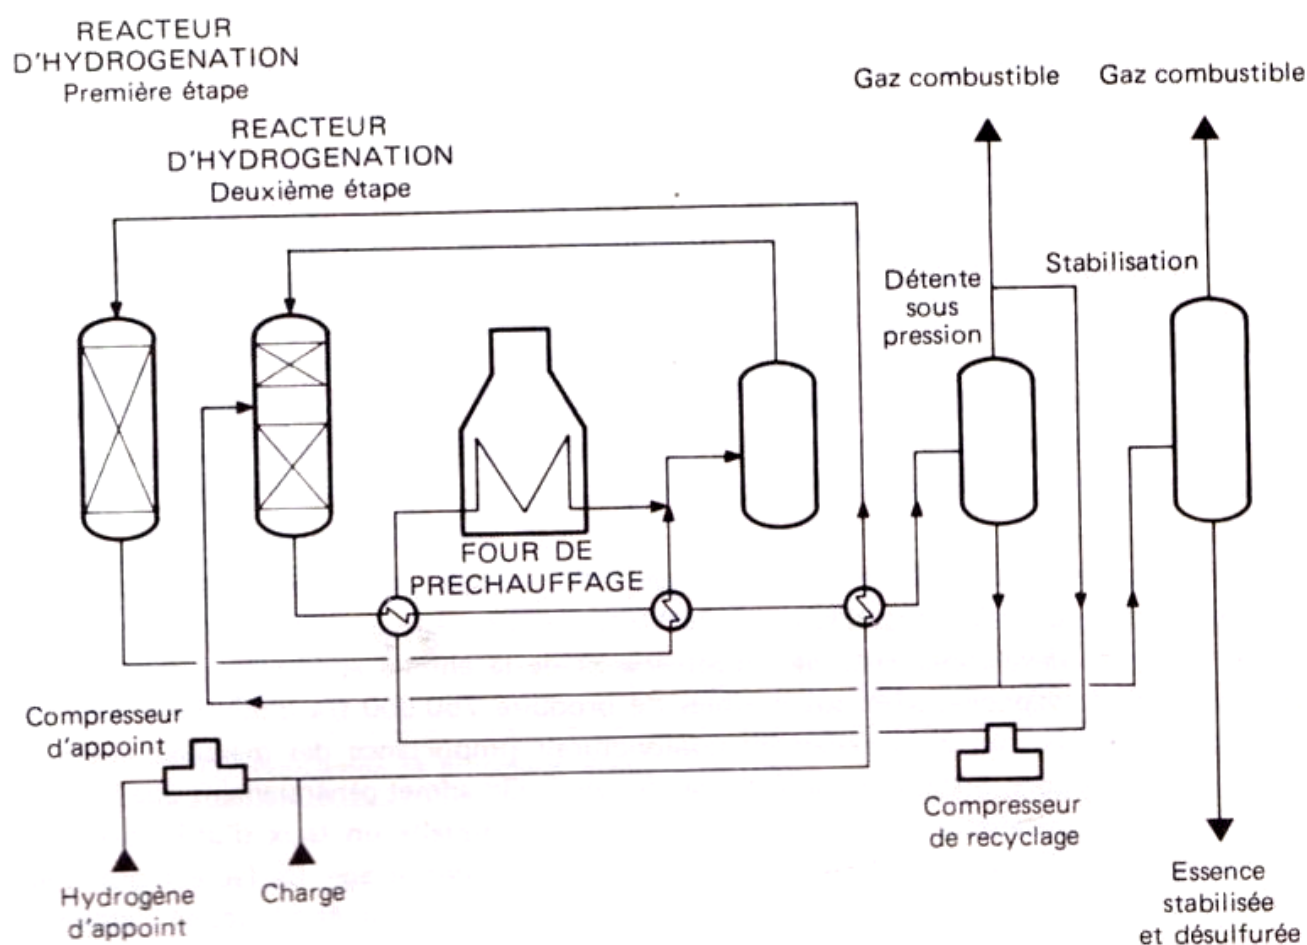 REACTEUR
D'HYDROGENATION
Première étape
REACTEUR
D'HYDROGENATION
Deuxième étape
Gaz combustible
Gaz combustible
Détente
sous
pression
Stabilisation
FOUR DE
PRECHAUFFAGE
Compresseur
d'appoint
Compresseur
de recyclage
Hydrogène
d'appoint
Charge
Essence
stabilisée
et désulfurée